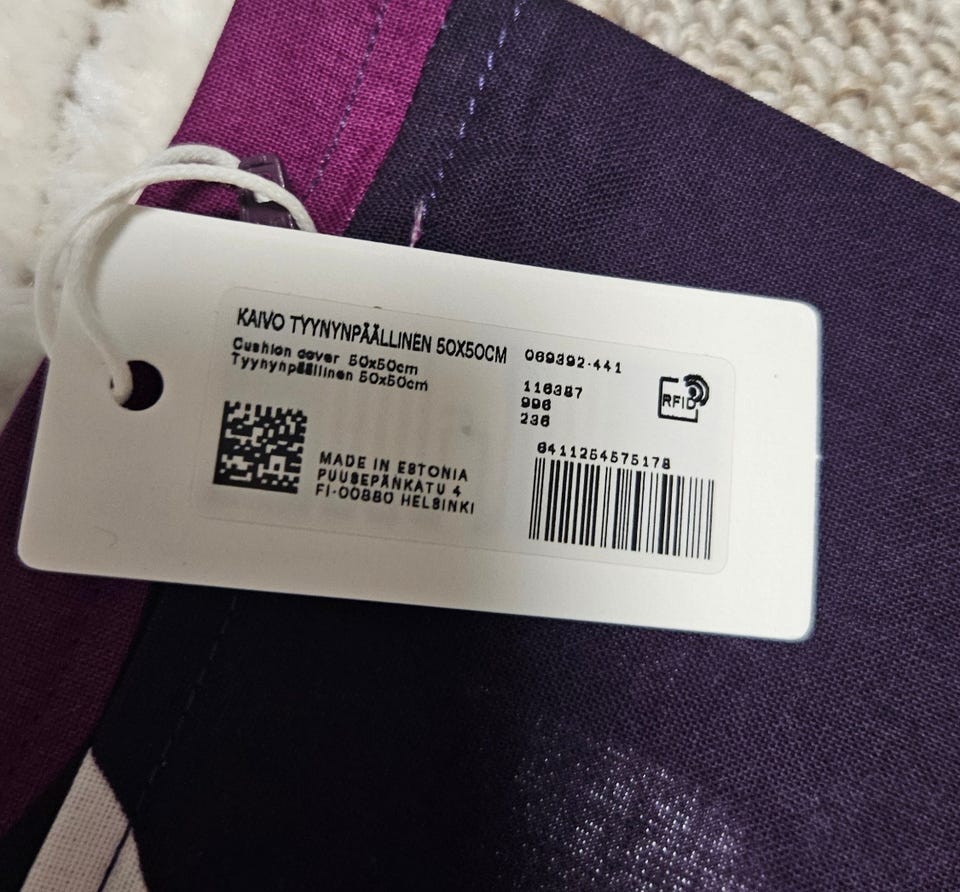 KAIVO TYYNYNPÄÄLLINEN 50X50CM
Cushion cover 50x50cm
Tyynynpäällinen 50x50cm
069392-441
116387
996
236
RFID
MADE IN ESTONIA
PUUSEPÄNKATU 4
FI-00880 HELSINKI
6411254575178